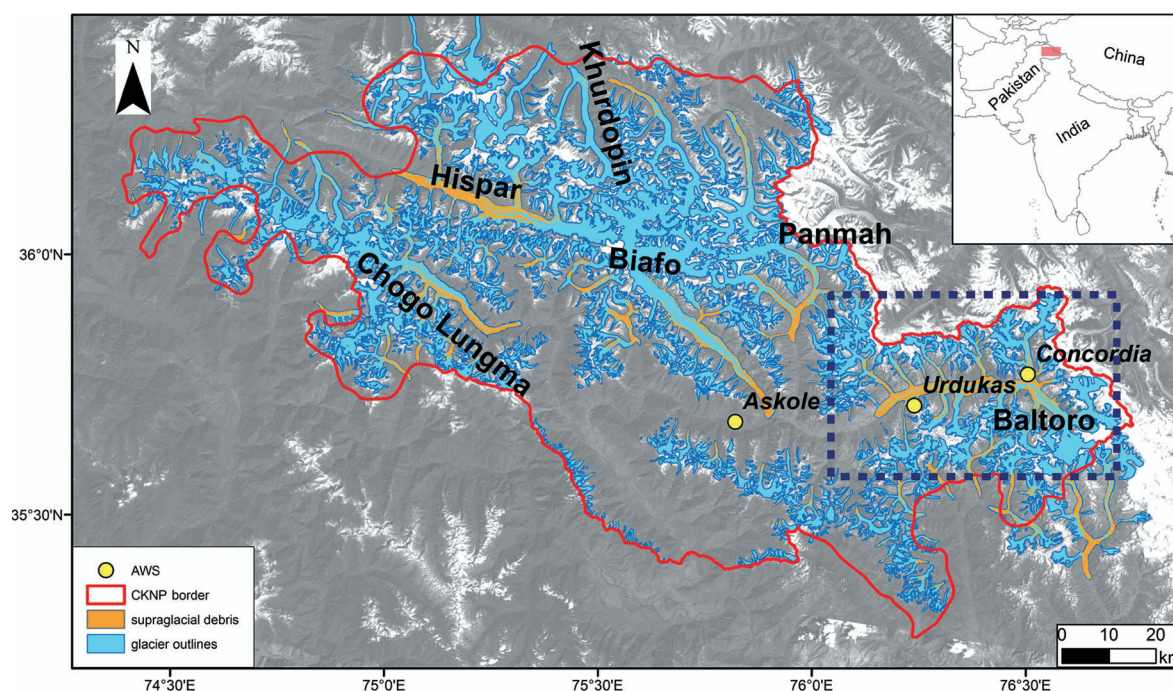 N
Khurdopin
Hispar
Panmah
Biafo
Chogo Lungma
Concordia
Urdukas
Askole
Baltoro
China
Pakistan
India
36°0'N
35°30'N
AWS
CKNP border
supraglacial debris
glacier outlines
0 10 20
km
74°30'E 75°0'E 75°30'E 76°0'E 76°30'E